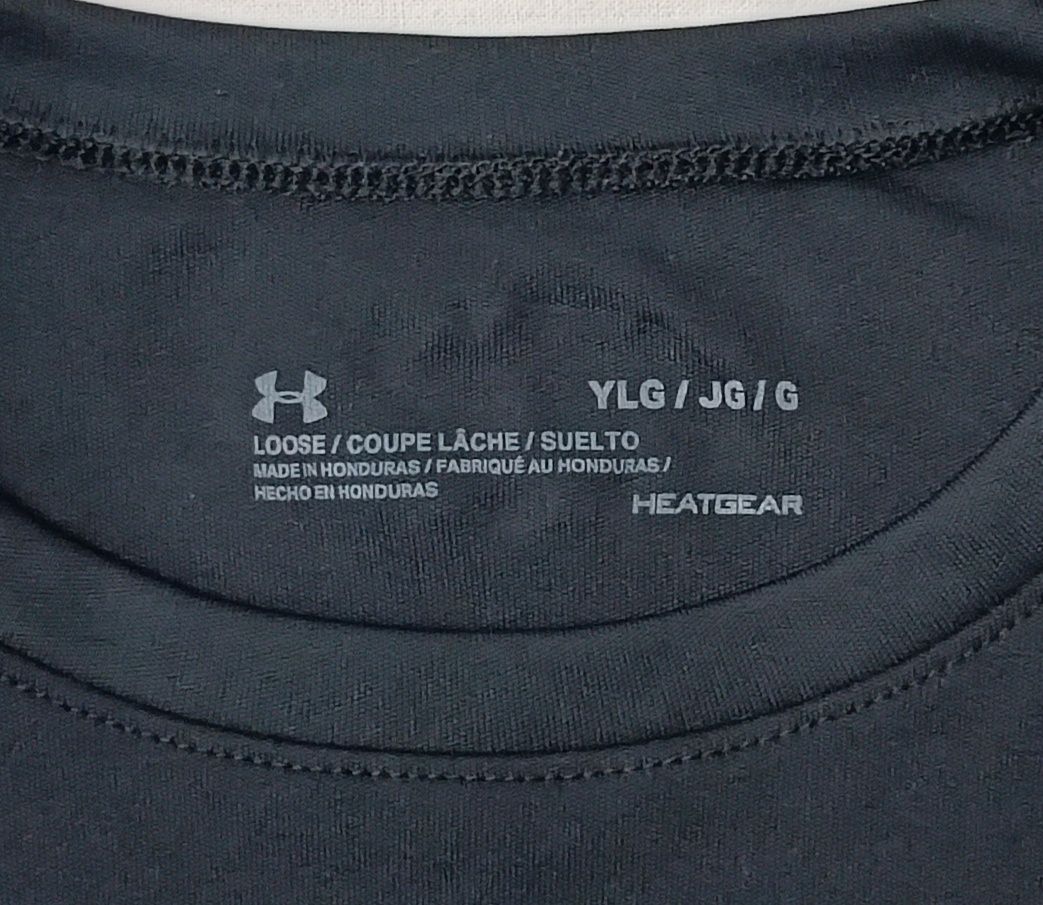 YLG / JG / G
LOOSE / COUPE LÂCHE / SUELTO
MADE IN HONDURAS / FABRIQUÉ AU HONDURAS /
HECHO EN HONDURAS
HEATGEAR